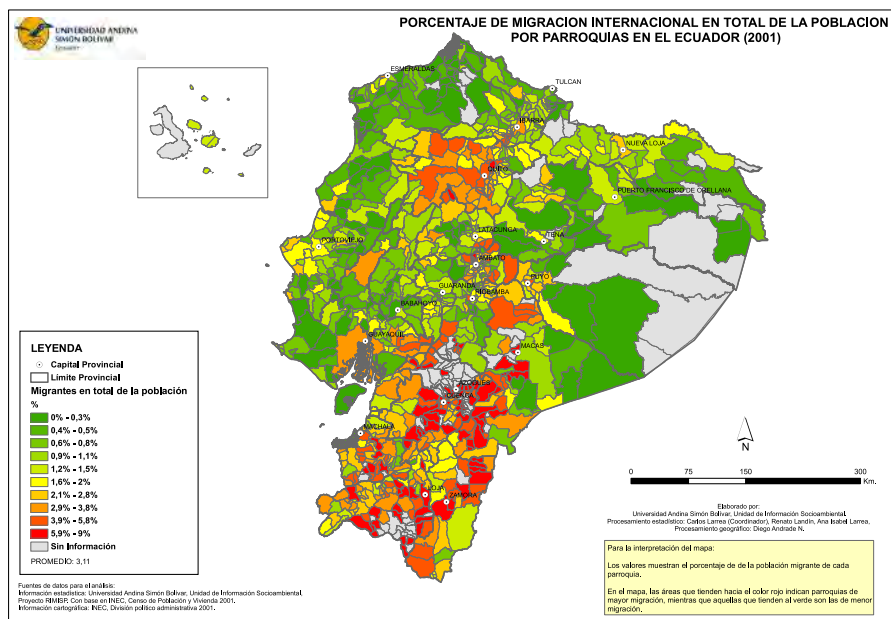 UNIVERSIDAD ANDINA
SIMÓN BOLÍVAR
Ecuador
PORCENTAJE DE MIGRACION INTERNACIONAL EN TOTAL DE LA POBLACION
POR PARROQUIAS EN EL ECUADOR (2001)
ESMERALDAS
TULCAN
IBARRA
NUEVA LOJA
QUITO
PUERTO FRANCISCO DE ORELLANA
PORTOVIEJO
LATACUNGA
TENA
AMBATO
PUYO
GUARANDA
RIOBAMBA
BABAHOYO
GUAYAQUIL
MACAS
AZOGUES
CUENCA
MACHALA
LOJA
ZAMORA
LEYENDA
Capital Provincial
Límite Provincial
Migrantes en total de la población
%
0% - 0,3%
0,4% - 0,5%
0,6% - 0,8%
0,9% - 1,1%
1,2% - 1,5%
1,6% - 2%
2,1% - 2,8%
2,9% - 3,8%
3,9% - 5,8%
5,9% - 9%
Sin Información
PROMEDIO: 3,11
N
0 75 150 300
Km.
Elaborado por:
Universidad Andina Simón Bolívar, Unidad de Información Socioambiental.
Procesamiento estadístico: Carlos Larrea (Coordinador), Renato Landín, Ana Isabel Larrea,
Procesamiento geográfico: Diego Andrade N.
Para la interpretación del mapa:
Los valores muestran el porcentaje de de la población migrante de cada
parroquia.
En el mapa, las áreas que tienden hacia el color rojo indican parroquias de
mayor migración, mientras que aquellas que tienden al verde son las de menor
migración.
Fuentes de datos para el análisis:
Información estadística: Universidad Andina Simón Bolívar, Unidad de Información Socioambiental.
Proyecto RIMISP. Con base en INEC, Censo de Población y Vivienda 2001.
Información cartográfica: INEC, División político administrativa 2001.